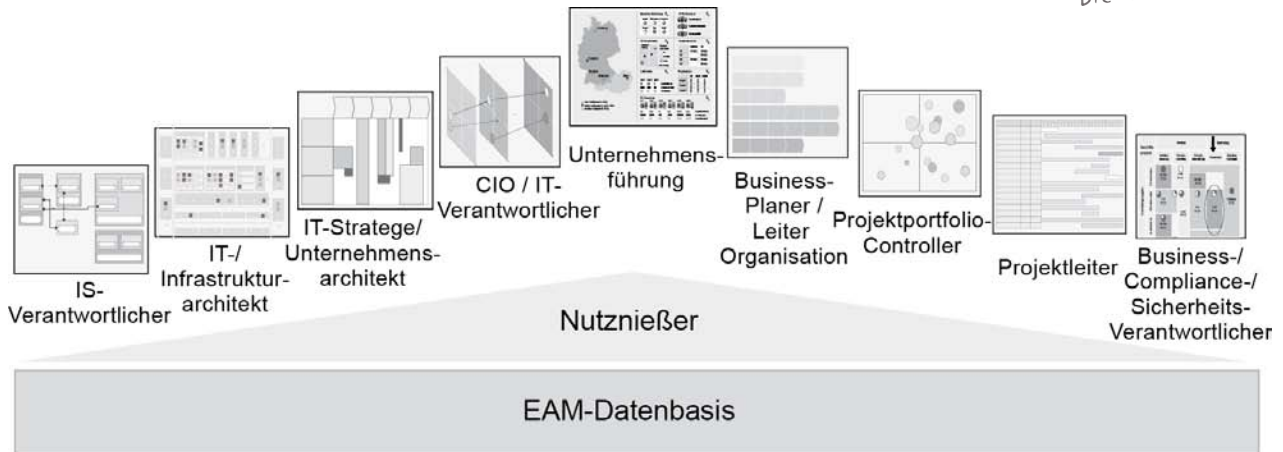 Die
Unternehmens-
führung
CIO / IT-
Verantwortlicher
Business-
Planer /
Leiter
Organisation
IT-Stratege/
Unternehmens-
architekt
Projektportfolio-
Controller
IT-/
Infrastruktur-
architekt
Projektleiter
Business-/
Compliance-/
Sicherheits-
Verantwortlicher
IS-
Verantwortlicher
Nutznießer
EAM-Datenbasis